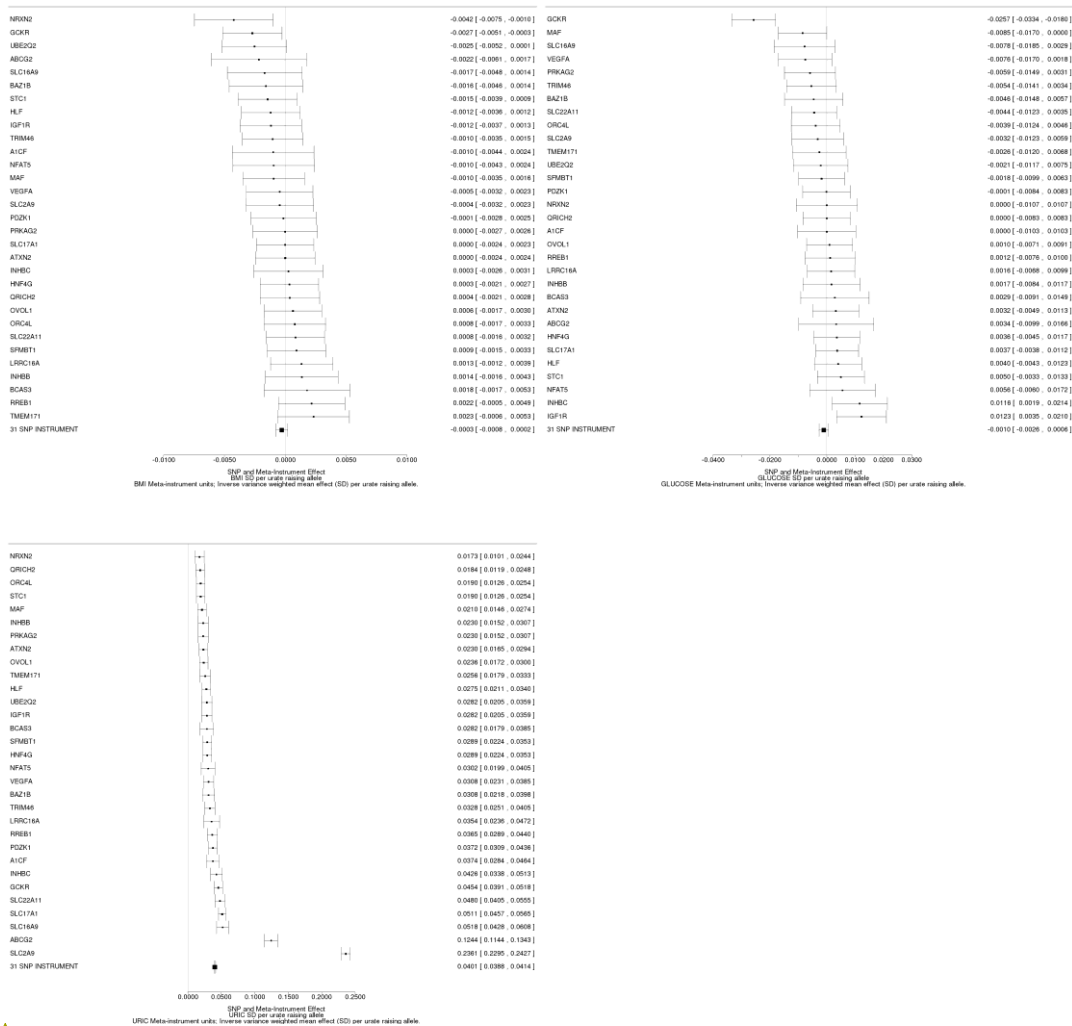 NRXN2 -0.0042 [ -0.0075 , -0.0010 ]
GCKR -0.0027 [ -0.0051 , -0.0003 ]
UBE2Q2 -0.0025 [ -0.0052 , 0.0001 ]
ABCG2 -0.0022 [ -0.0061 , 0.0017 ]
SLC16A9 -0.0017 [ -0.0048 , 0.0014 ]
BAZ1B -0.0016 [ -0.0046 , 0.0014 ]
STC1 -0.0015 [ -0.0039 , 0.0009 ]
HLF -0.0012 [ -0.0036 , 0.0012 ]
IGF1R -0.0012 [ -0.0037 , 0.0013 ]
TRIM46 -0.0010 [ -0.0035 , 0.0015 ]
A1CF -0.0010 [ -0.0044 , 0.0024 ]
NFAT5 -0.0010 [ -0.0043 , 0.0024 ]
MAF -0.0010 [ -0.0035 , 0.0016 ]
VEGFA -0.0005 [ -0.0032 , 0.0023 ]
SLC2A9 -0.0004 [ -0.0032 , 0.0023 ]
PDZK1 -0.0001 [ -0.0028 , 0.0025 ]
PRKAG2 0.0000 [ -0.0027 , 0.0026 ]
SLC17A1 0.0000 [ -0.0024 , 0.0023 ]
ATXN2 0.0000 [ -0.0024 , 0.0024 ]
INHBC 0.0003 [ -0.0026 , 0.0031 ]
HNF4G 0.0003 [ -0.0021 , 0.0027 ]
QRICH2 0.0004 [ -0.0021 , 0.0028 ]
OVOL1 0.0006 [ -0.0017 , 0.0030 ]
ORC4L 0.0008 [ -0.0017 , 0.0033 ]
SLC22A11 0.0008 [ -0.0016 , 0.0032 ]
SFMBT1 0.0009 [ -0.0015 , 0.0033 ]
LRRC16A 0.0013 [ -0.0012 , 0.0039 ]
INHBB 0.0014 [ -0.0016 , 0.0043 ]
BCAS3 0.0018 [ -0.0017 , 0.0053 ]
RREB1 0.0022 [ -0.0005 , 0.0049 ]
TMEM171 0.0023 [ -0.0006 , 0.0053 ]
31 SNP INSTRUMENT -0.0003 [ -0.0008 , 0.0002 ]
-0.0100 -0.0050 0.0000 0.0050 0.0100
SNP and Meta-Instrument Effect
BMI SD per urate raising allele
BMI Meta-instrument units; Inverse variance weighted mean effect (SD) per urate raising allele.
GCKR -0.0257 [ -0.0334 , -0.0180 ]
MAF -0.0085 [ -0.0170 , 0.0000 ]
SLC16A9 -0.0078 [ -0.0185 , 0.0029 ]
VEGFA -0.0076 [ -0.0170 , 0.0018 ]
PRKAG2 -0.0059 [ -0.0149 , 0.0031 ]
TRIM46 -0.0054 [ -0.0141 , 0.0034 ]
BAZ1B -0.0046 [ -0.0148 , 0.0057 ]
SLC22A11 -0.0044 [ -0.0123 , 0.0035 ]
ORC4L -0.0039 [ -0.0124 , 0.0046 ]
SLC2A9 -0.0032 [ -0.0123 , 0.0059 ]
TMEM171 -0.0026 [ -0.0120 , 0.0068 ]
UBE2Q2 -0.0021 [ -0.0117 , 0.0075 ]
SFMBT1 -0.0018 [ -0.0099 , 0.0063 ]
PDZK1 -0.0001 [ -0.0084 , 0.0083 ]
NRXN2 0.0000 [ -0.0107 , 0.0107 ]
QRICH2 0.0000 [ -0.0083 , 0.0083 ]
A1CF 0.0000 [ -0.0103 , 0.0103 ]
OVOL1 0.0010 [ -0.0071 , 0.0091 ]
RREB1 0.0012 [ -0.0076 , 0.0100 ]
LRRC16A 0.0016 [ -0.0068 , 0.0099 ]
INHBB 0.0017 [ -0.0084 , 0.0117 ]
BCAS3 0.0029 [ -0.0091 , 0.0149 ]
ATXN2 0.0032 [ -0.0049 , 0.0113 ]
ABCG2 0.0034 [ -0.0099 , 0.0166 ]
HNF4G 0.0036 [ -0.0045 , 0.0117 ]
SLC17A1 0.0037 [ -0.0038 , 0.0112 ]
HLF 0.0040 [ -0.0043 , 0.0123 ]
STC1 0.0050 [ -0.0033 , 0.0133 ]
NFAT5 0.0056 [ -0.0060 , 0.0172 ]
INHBC 0.0116 [ 0.0019 , 0.0214 ]
IGF1R 0.0123 [ 0.0035 , 0.0210 ]
31 SNP INSTRUMENT -0.0010 [ -0.0026 , 0.0006 ]
-0.0400 -0.0200 0.0000 0.0100 0.0200 0.0300
SNP and Meta-Instrument Effect
GLUCOSE SD per urate raising allele
GLUCOSE Meta-instrument units; Inverse variance weighted mean effect (SD) per urate raising allele.
NRXN2 0.0173 [ 0.0101 , 0.0244 ]
QRICH2 0.0184 [ 0.0119 , 0.0248 ]
ORC4L 0.0190 [ 0.0126 , 0.0254 ]
STC1 0.0190 [ 0.0126 , 0.0254 ]
MAF 0.0210 [ 0.0146 , 0.0274 ]
INHBB 0.0230 [ 0.0152 , 0.0307 ]
PRKAG2 0.0230 [ 0.0152 , 0.0307 ]
ATXN2 0.0230 [ 0.0165 , 0.0294 ]
OVOL1 0.0236 [ 0.0172 , 0.0300 ]
TMEM171 0.0256 [ 0.0179 , 0.0333 ]
HLF 0.0275 [ 0.0211 , 0.0340 ]
UBE2Q2 0.0282 [ 0.0205 , 0.0359 ]
IGF1R 0.0282 [ 0.0205 , 0.0359 ]
BCAS3 0.0282 [ 0.0179 , 0.0385 ]
SFMBT1 0.0289 [ 0.0224 , 0.0353 ]
HNF4G 0.0289 [ 0.0224 , 0.0353 ]
NFAT5 0.0302 [ 0.0199 , 0.0405 ]
VEGFA 0.0308 [ 0.0231 , 0.0385 ]
BAZ1B 0.0308 [ 0.0218 , 0.0398 ]
TRIM46 0.0328 [ 0.0251 , 0.0405 ]
LRRC16A 0.0354 [ 0.0236 , 0.0472 ]
RREB1 0.0365 [ 0.0289 , 0.0440 ]
PDZK1 0.0372 [ 0.0309 , 0.0436 ]
A1CF 0.0374 [ 0.0284 , 0.0464 ]
INHBC 0.0426 [ 0.0338 , 0.0513 ]
GCKR 0.0454 [ 0.0391 , 0.0518 ]
SLC22A11 0.0480 [ 0.0405 , 0.0555 ]
SLC17A1 0.0511 [ 0.0457 , 0.0565 ]
SLC16A9 0.0518 [ 0.0428 , 0.0608 ]
ABCG2 0.1244 [ 0.1144 , 0.1343 ]
SLC2A9 0.2361 [ 0.2295 , 0.2427 ]
31 SNP INSTRUMENT 0.0401 [ 0.0388 , 0.0414 ]
0.0000 0.0500 0.1000 0.1500 0.2000 0.2500
SNP and Meta-Instrument Effect
URIC SD per urate raising allele
URIC Meta-instrument units; Inverse variance weighted mean effect (SD) per urate raising allele.